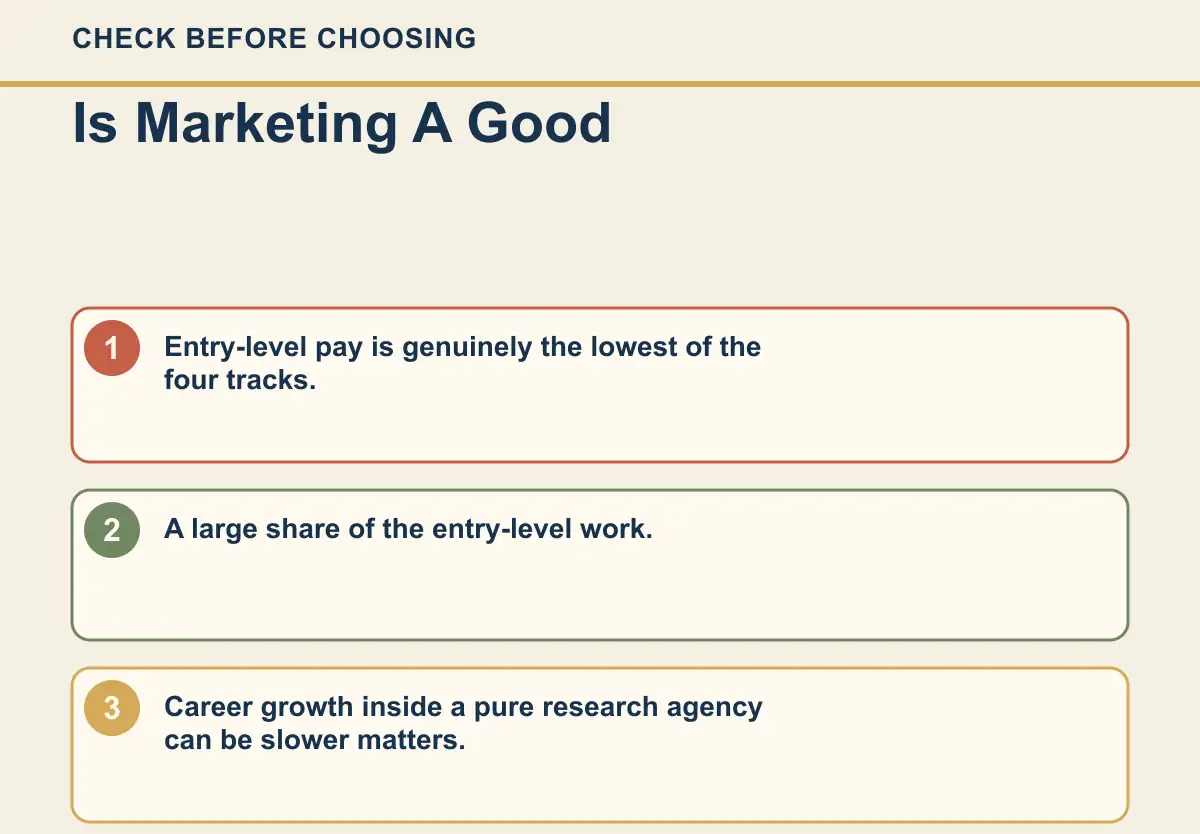 CHECK BEFORE CHOOSING
Is Marketing A Good
1
Entry-level pay is genuinely the lowest of the
four tracks.
2
A large share of the entry-level work.
3
Career growth inside a pure research agency
can be slower matters.